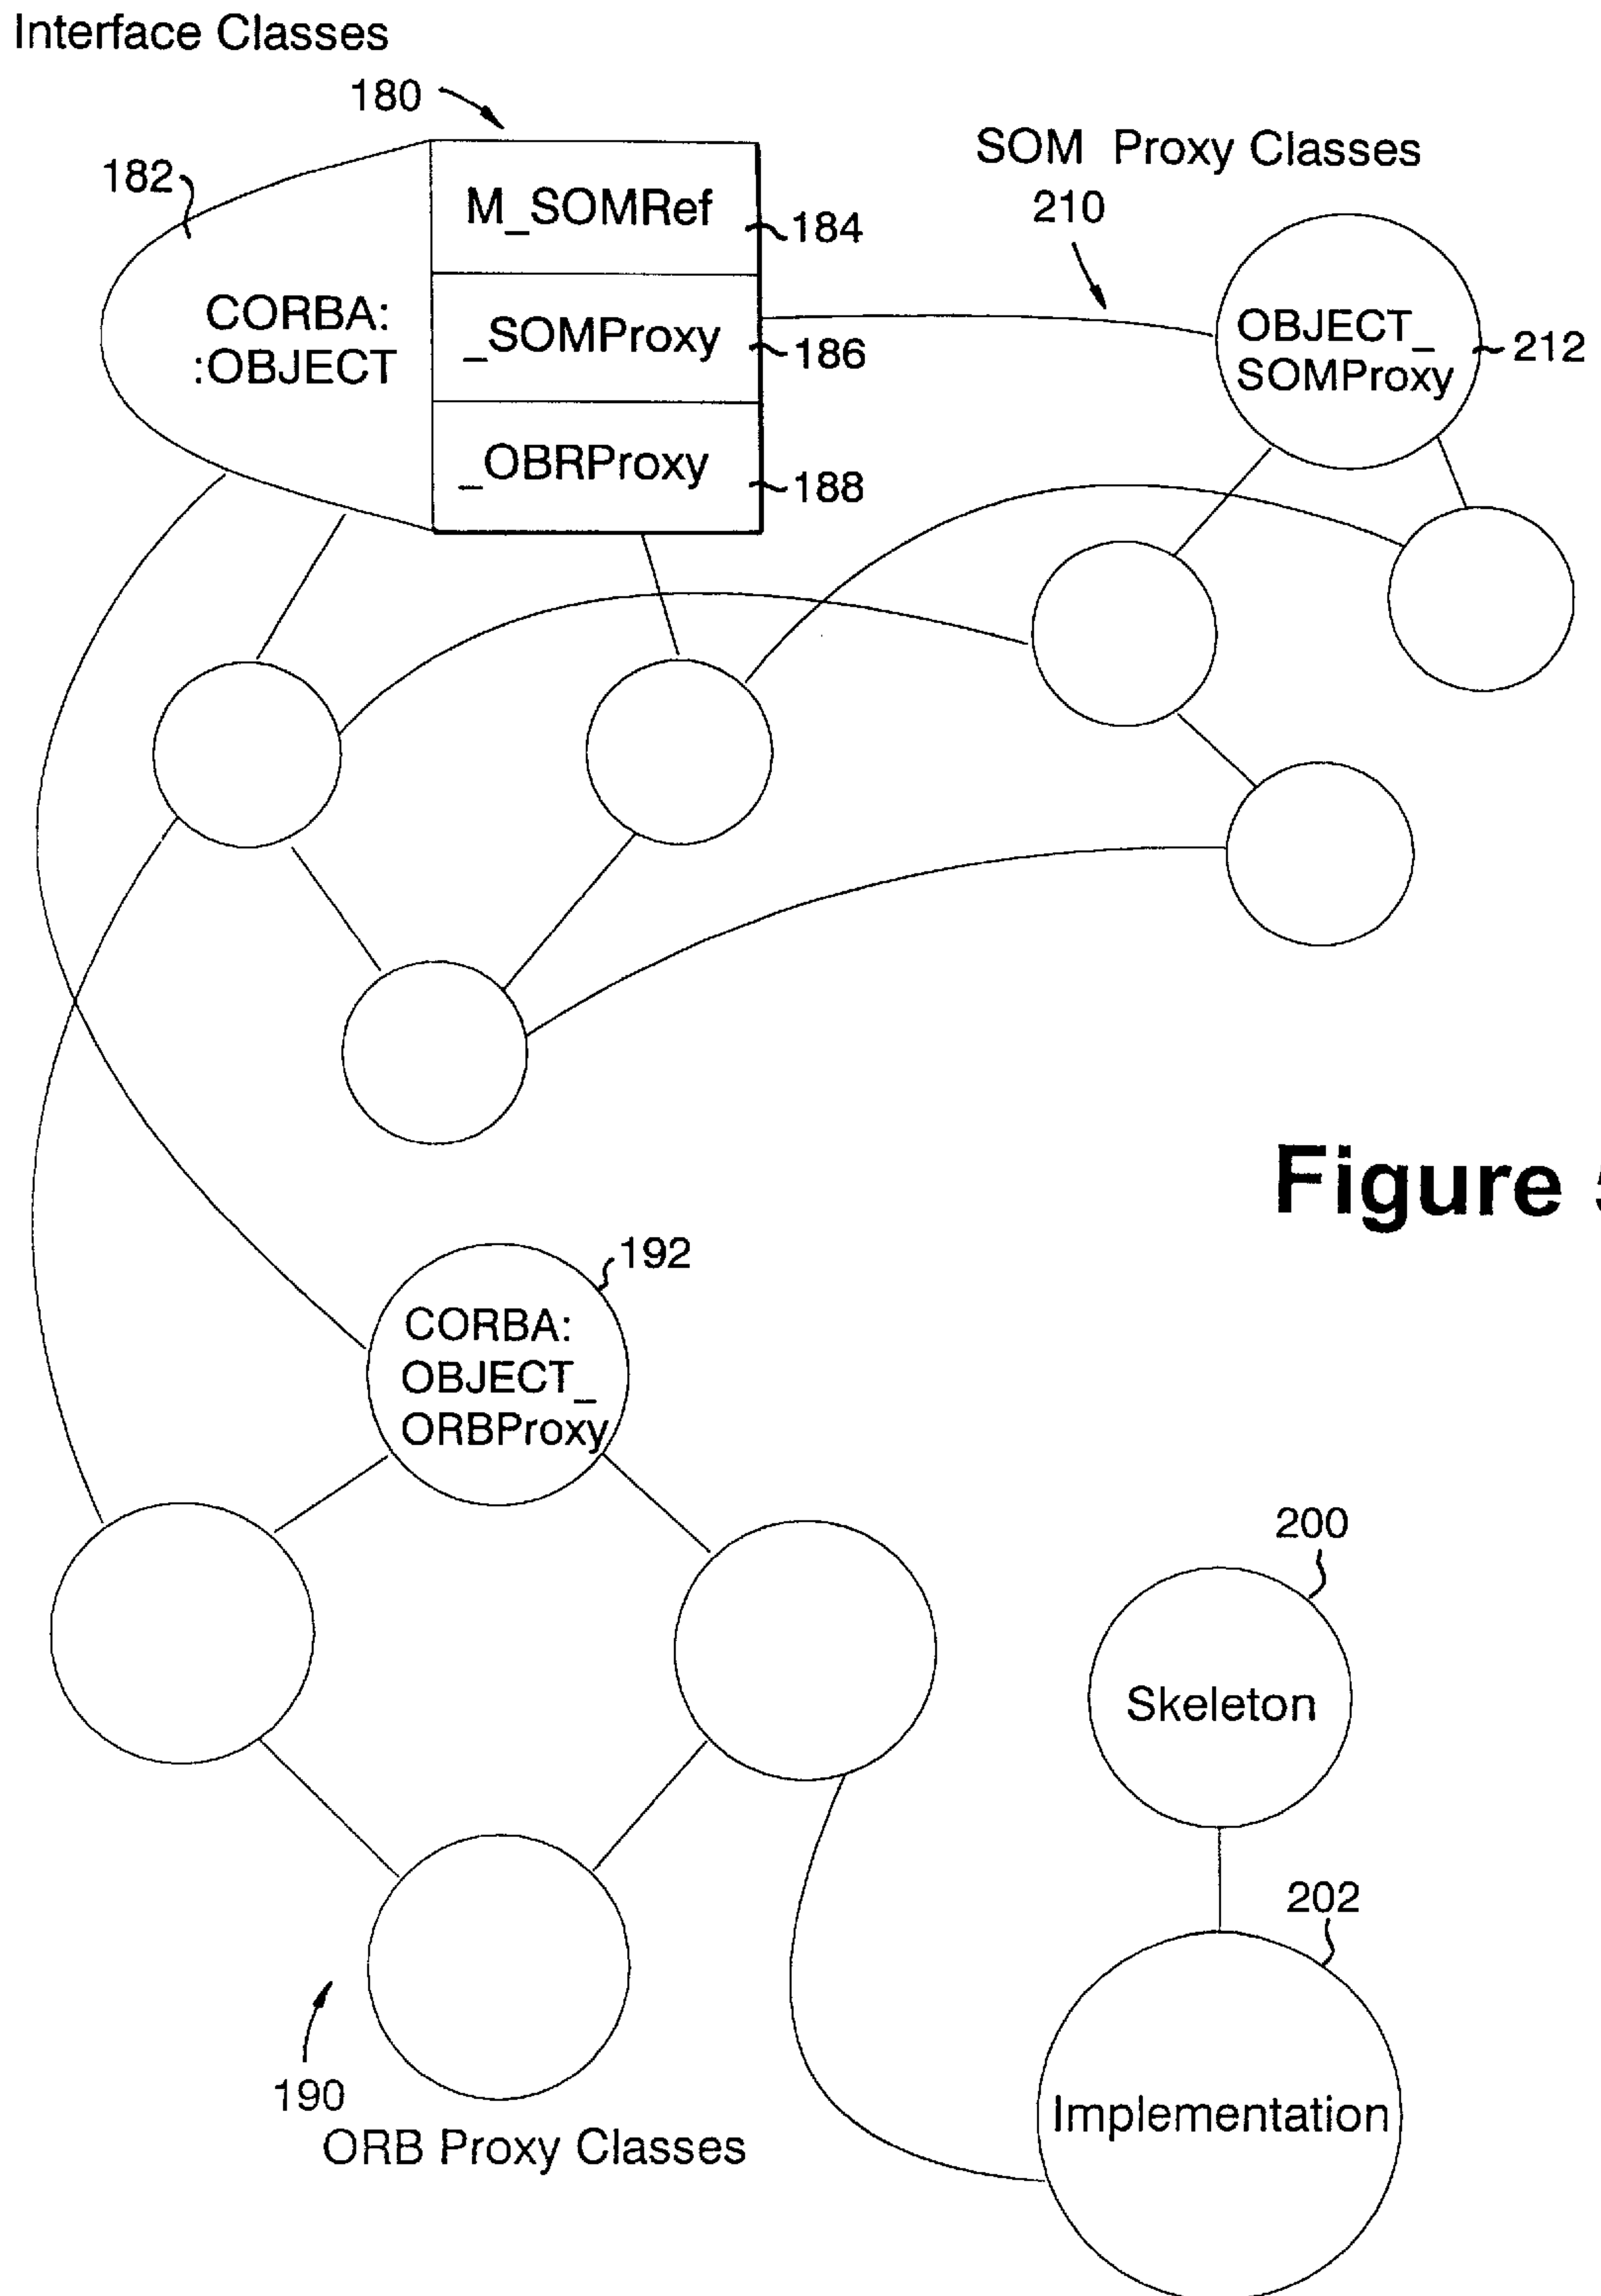 Interface Classes
180
182
M_SOMRef
184
CORBA:
:OBJECT
_SOMProxy
186
_OBRProxy
188
SOM Proxy Classes
210
OBJECT_
SOMProxy
212
Figure 5
192
CORBA:
OBJECT_
ORBProxy
200
Skeleton
202
Implementation
190
ORB Proxy Classes